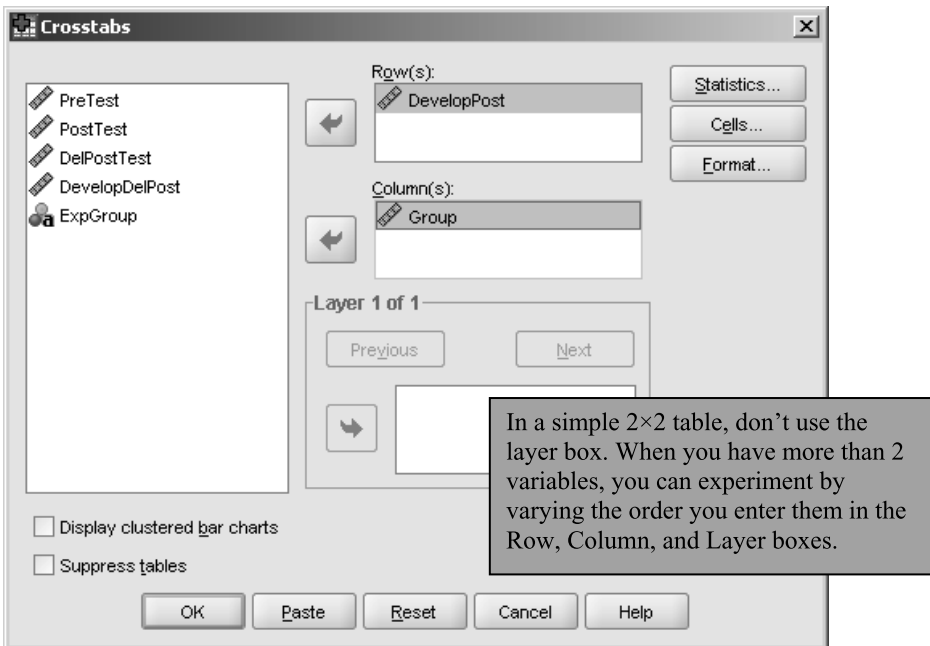 Crosstabs
PreTest
PostTest
DelPostTest
DevelopDelPost
ExpGroup
Row(s):
DevelopPost
Column(s):
Group
Layer 1 of 1
Previous
Next
Statistics...
Cells...
Format...
In a simple 2×2 table, don’t use the
layer box. When you have more than 2
variables, you can experiment by
varying the order you enter them in the
Row, Column, and Layer boxes.
Display clustered bar charts
Suppress tables
OK
Paste
Reset
Cancel
Help